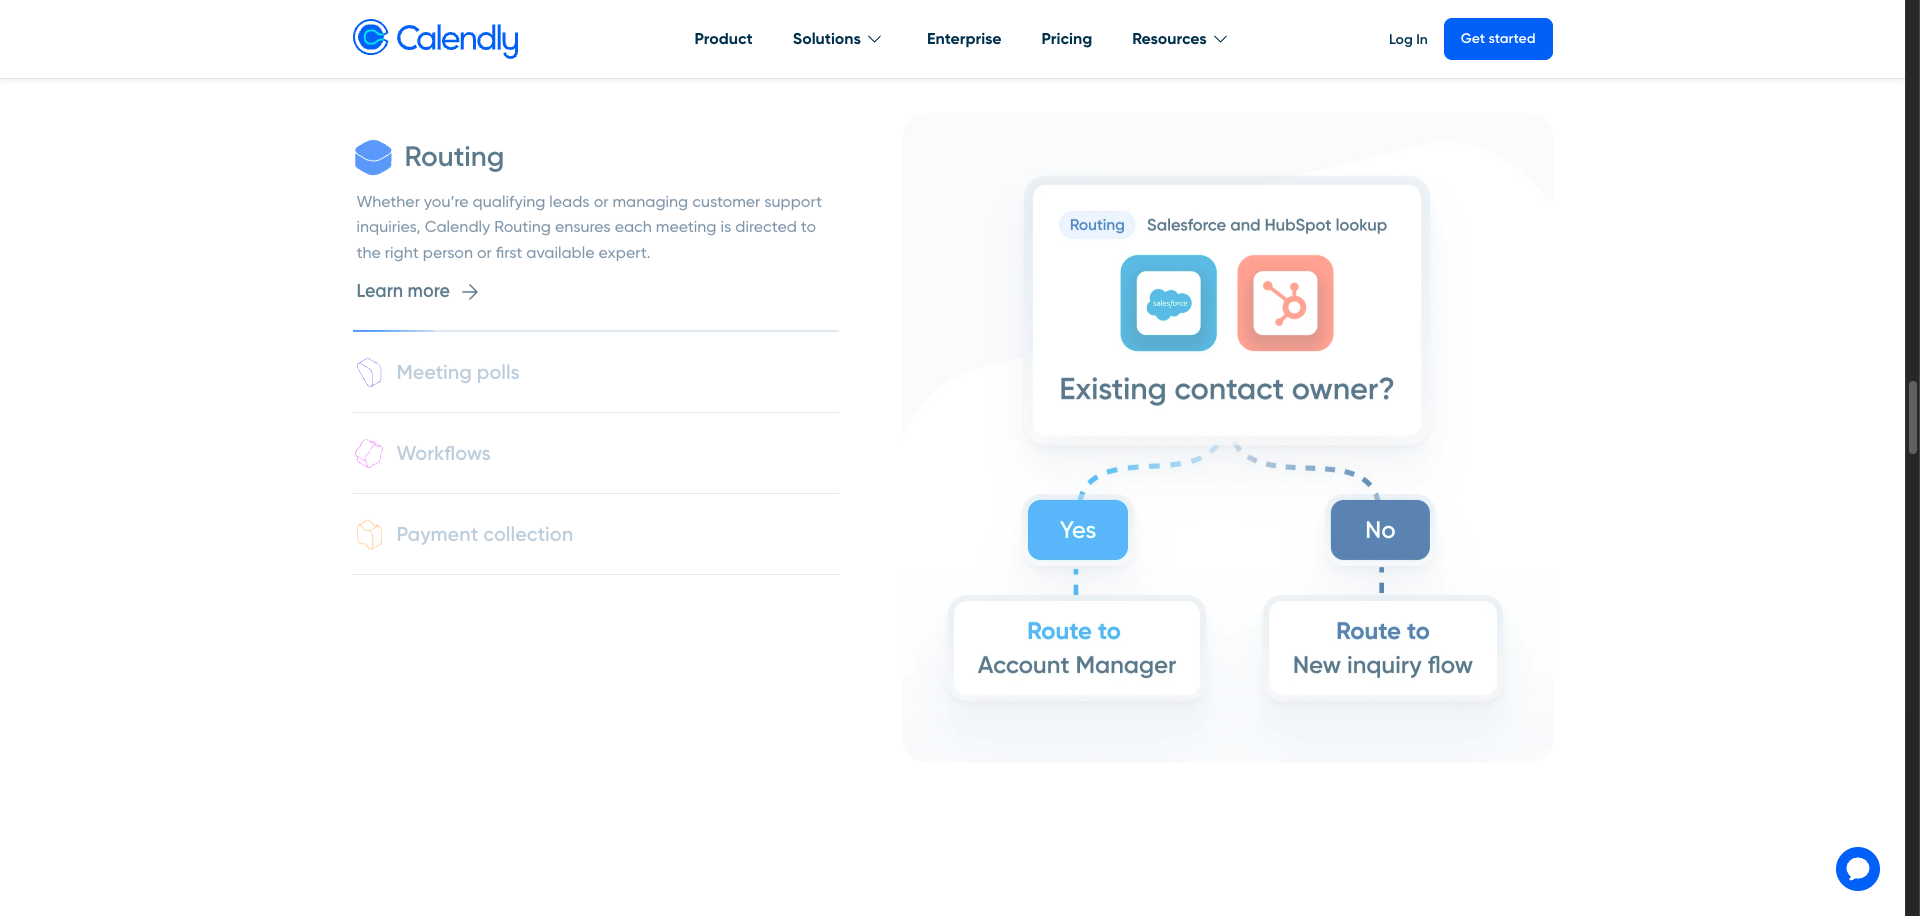 Calendly
Product
Solutions
Enterprise
Pricing
Resources
Log In
Get started
Routing
Whether you’re qualifying leads or managing customer support
inquiries, Calendly Routing ensures each meeting is directed to
the right person or first available expert.
Learn more
Meeting polls
Workflows
Payment collection
Routing
Salesforce and HubSpot lookup
salesforce
Existing contact owner?
Yes
No
Route to
Account Manager
Route to
New inquiry flow